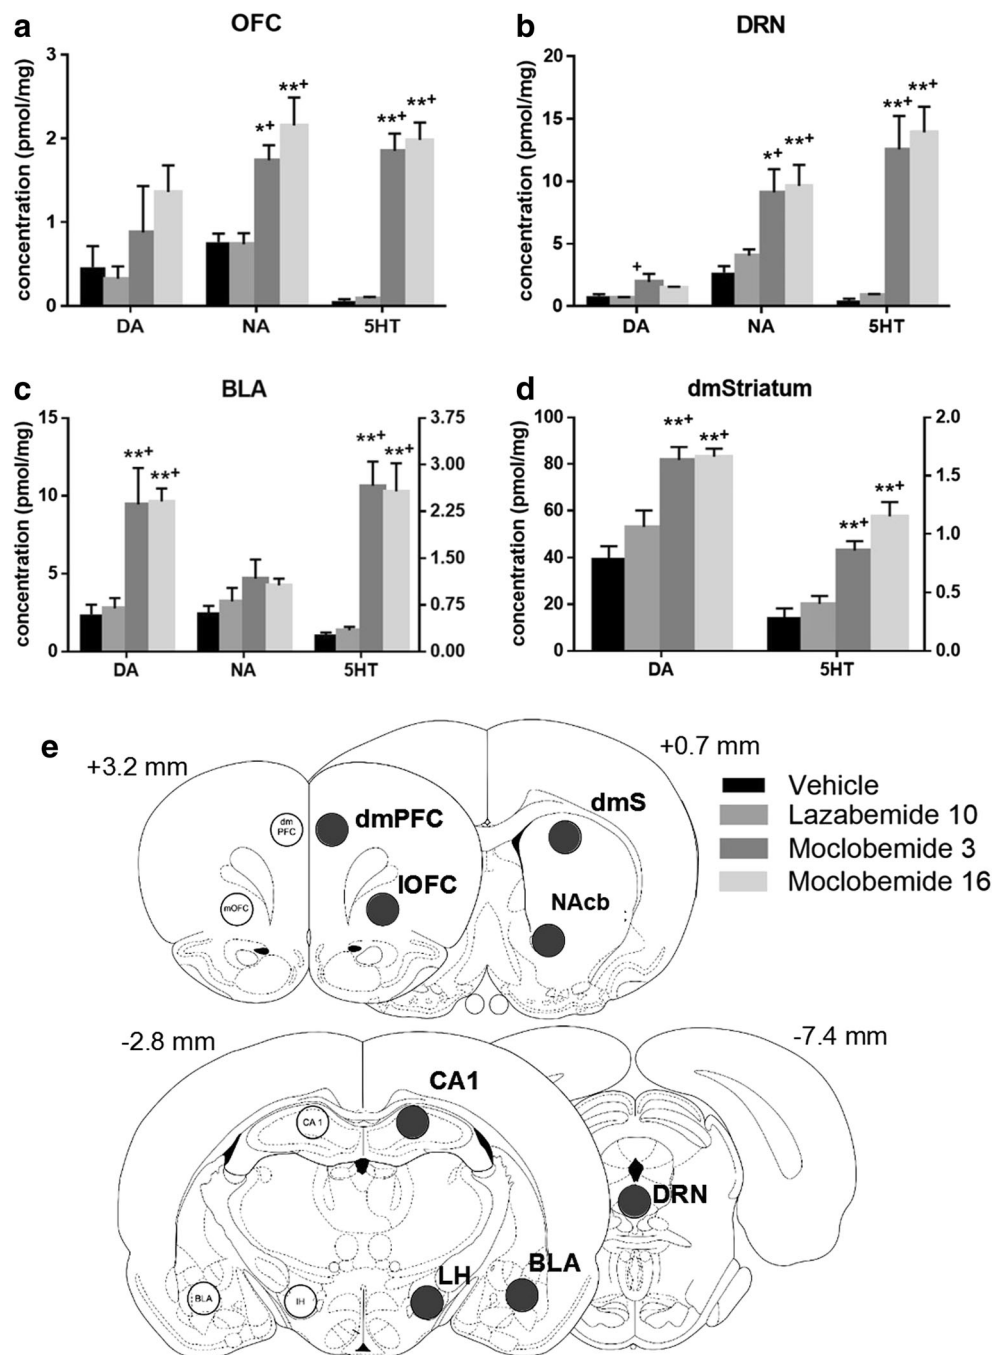 a
OFC
concentration (pmol/mg)
3
2
1
0
*+
**+
**+
**+
DA
NA
5HT
b
DRN
concentration (pmol/mg)
20
15
10
5
0
+
*+
**+
**+
**+
DA
NA
5HT
c
BLA
concentration (pmol/mg)
15
10
5
0
**+
**+
**+
**+
3.75
3.00
2.25
1.50
0.75
0.00
DA
NA
5HT
d
dmStriatum
concentration (pmol/mg)
100
80
60
40
20
0
**+
**+
**+
**+
2.0
1.5
1.0
0.5
0.0
DA
5HT
e
+3.2 mm
+0.7 mm
dm
PFC
dmPFC
mOFC
lOFC
dmS
NAcb
Vehicle
Lazabemide 10
Moclobemide 3
Moclobemide 16
-2.8 mm
-7.4 mm
CA1
CA 1
DRN
LH
BLA
BLA
lH